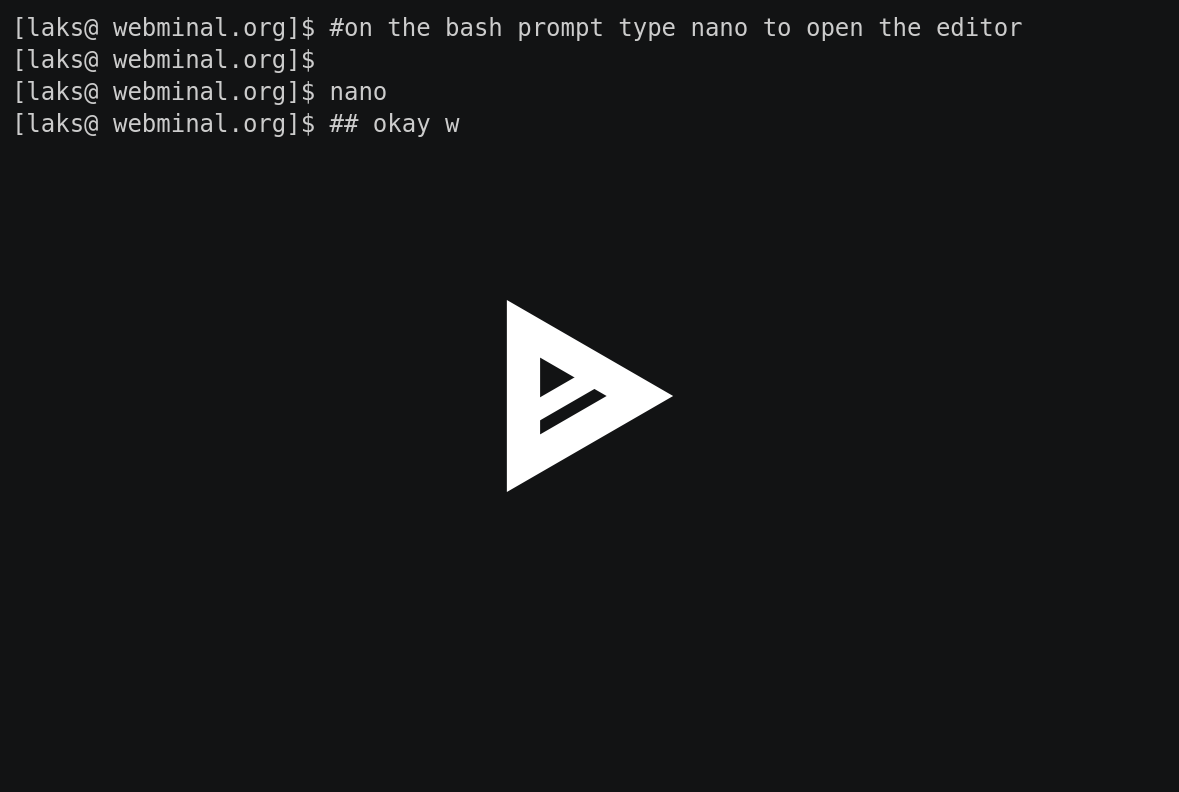 [laks@ webminal.org]$ #on the bash prompt type nano to open the editor
[laks@ webminal.org]$
[laks@ webminal.org]$ nano
[laks@ webminal.org]$ ## okay w